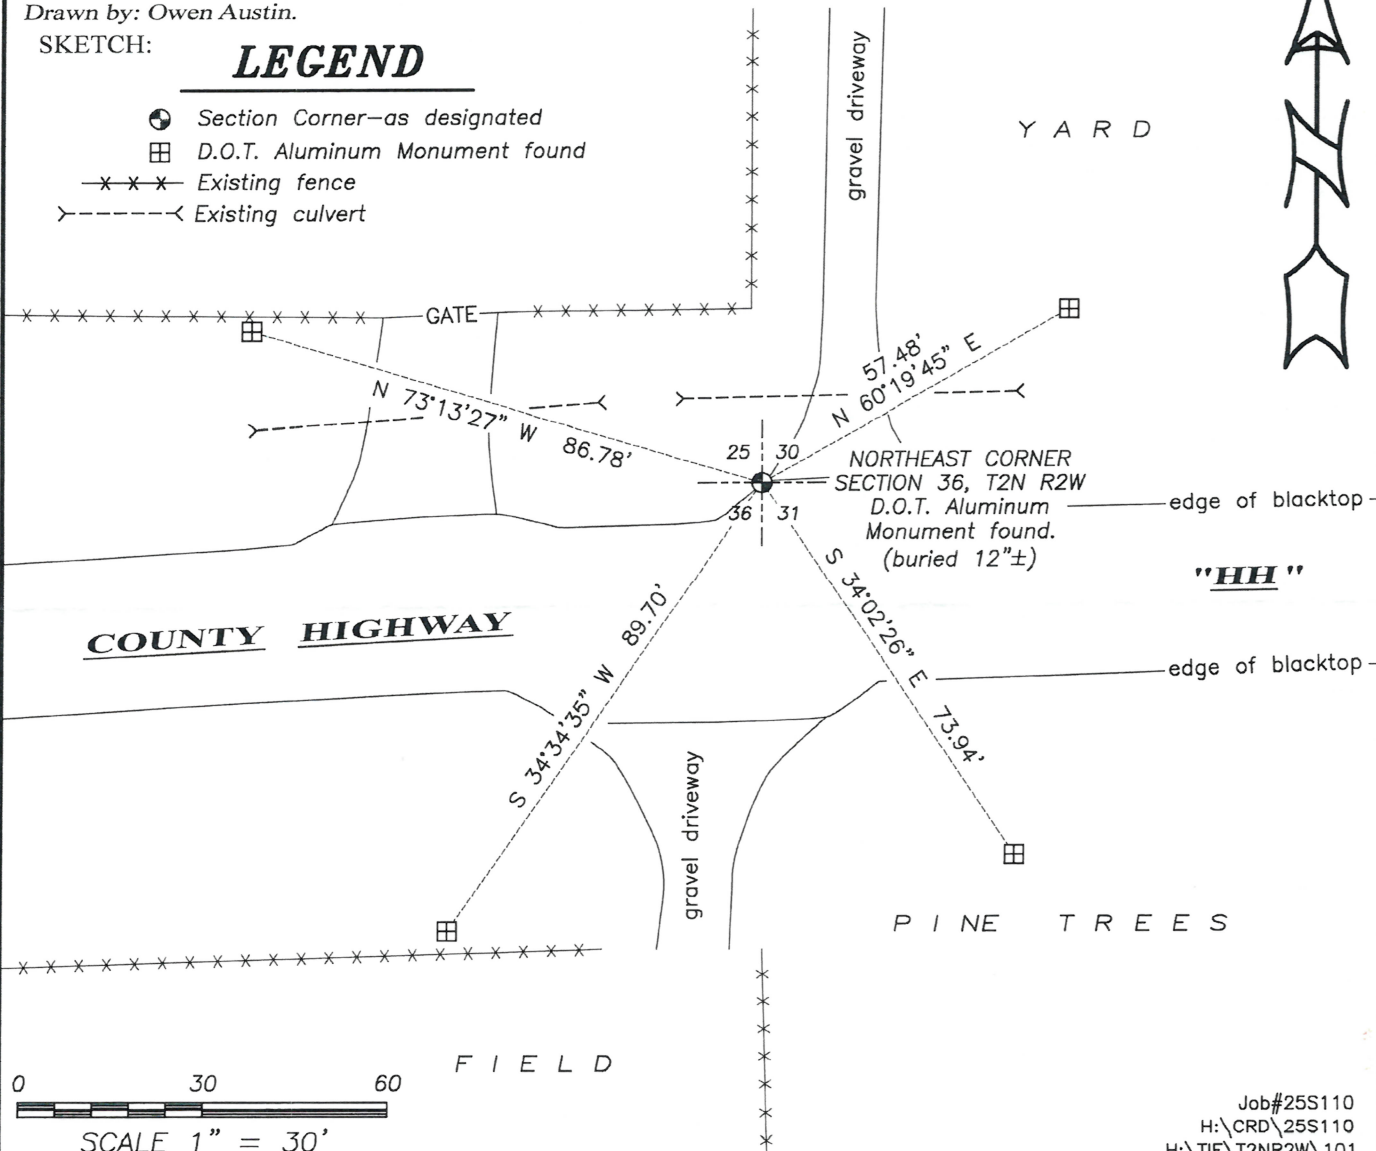 Drawn by: Owen Austin.
SKETCH:
LEGEND
Section Corner-as designated
D.O.T. Aluminum Monument found
Existing fence
Existing culvert
gravel driveway
YARD
N
GATE
57.48'
N 60°19'45" E
N 73°13'27" W 86.78'
25 30
36 31
NORTHEAST CORNER
SECTION 36, T2N R2W
D.O.T. Aluminum
Monument found.
(buried 12"±)
edge of blacktop
"HH"
COUNTY HIGHWAY
edge of blacktop
S 34°34'35" W 89.70'
S 34°02'26" E 73.94'
gravel driveway
PINE TREES
FIELD
0 30 60
SCALE 1" = 30'
Job#25S110
H:\CRD\25S110
H:\TIF\T2NR2W\101